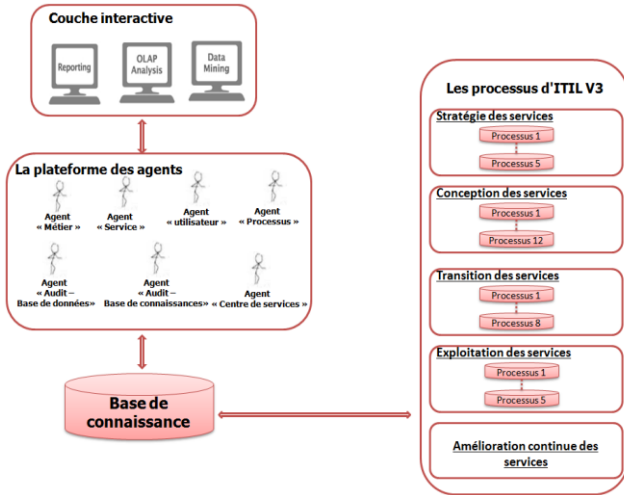 Couche interactive
Reporting
OLAP
Analysis
Data
Mining
La plateforme des agents
Agent
« Métier »
Agent
« Service »
Agent
« utilisateur »
Agent
« Processus »
Agent
« Audit –
Base de données»
Agent
« Audit –
Base de connaissances»
Agent
« Centre de services »
Base de
connaissance
Les processus d'ITIL V3
Stratégie des services
Processus 1
Processus 5
Conception des services
Processus 1
Processus 12
Transition des services
Processus 1
Processus 8
Exploitation des services
Processus 1
Processus 5
Amélioration continue des
services